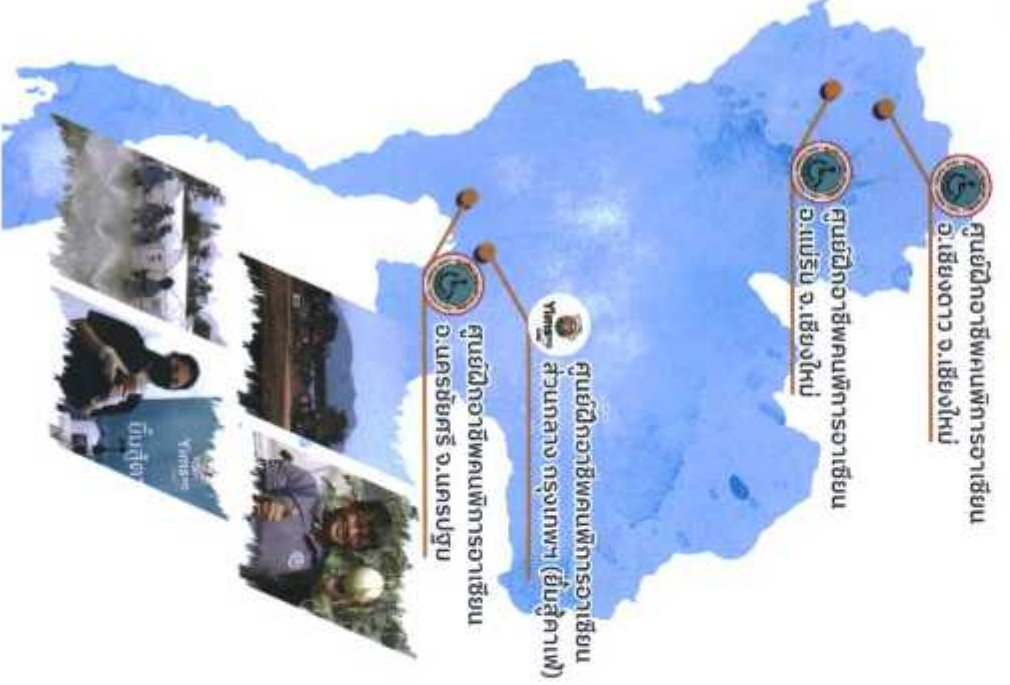 ศูนย์ฝึกอาชีพคนพิการอาเซียน
อ.เชียงดาว จ.เชียงใหม่
ศูนย์ฝึกอาชีพคนพิการอาเซียน
อ.แม่ริม จ.เชียงใหม่
ศูนย์ฝึกอาชีพคนพิการอาเซียน
ส่วนกลาง กรุงเทพฯ (ยิ้มสู้คาเฟ่)
ศูนย์ฝึกอาชีพคนพิการอาเซียน
อ.นครชัยศรี จ.นครปฐม